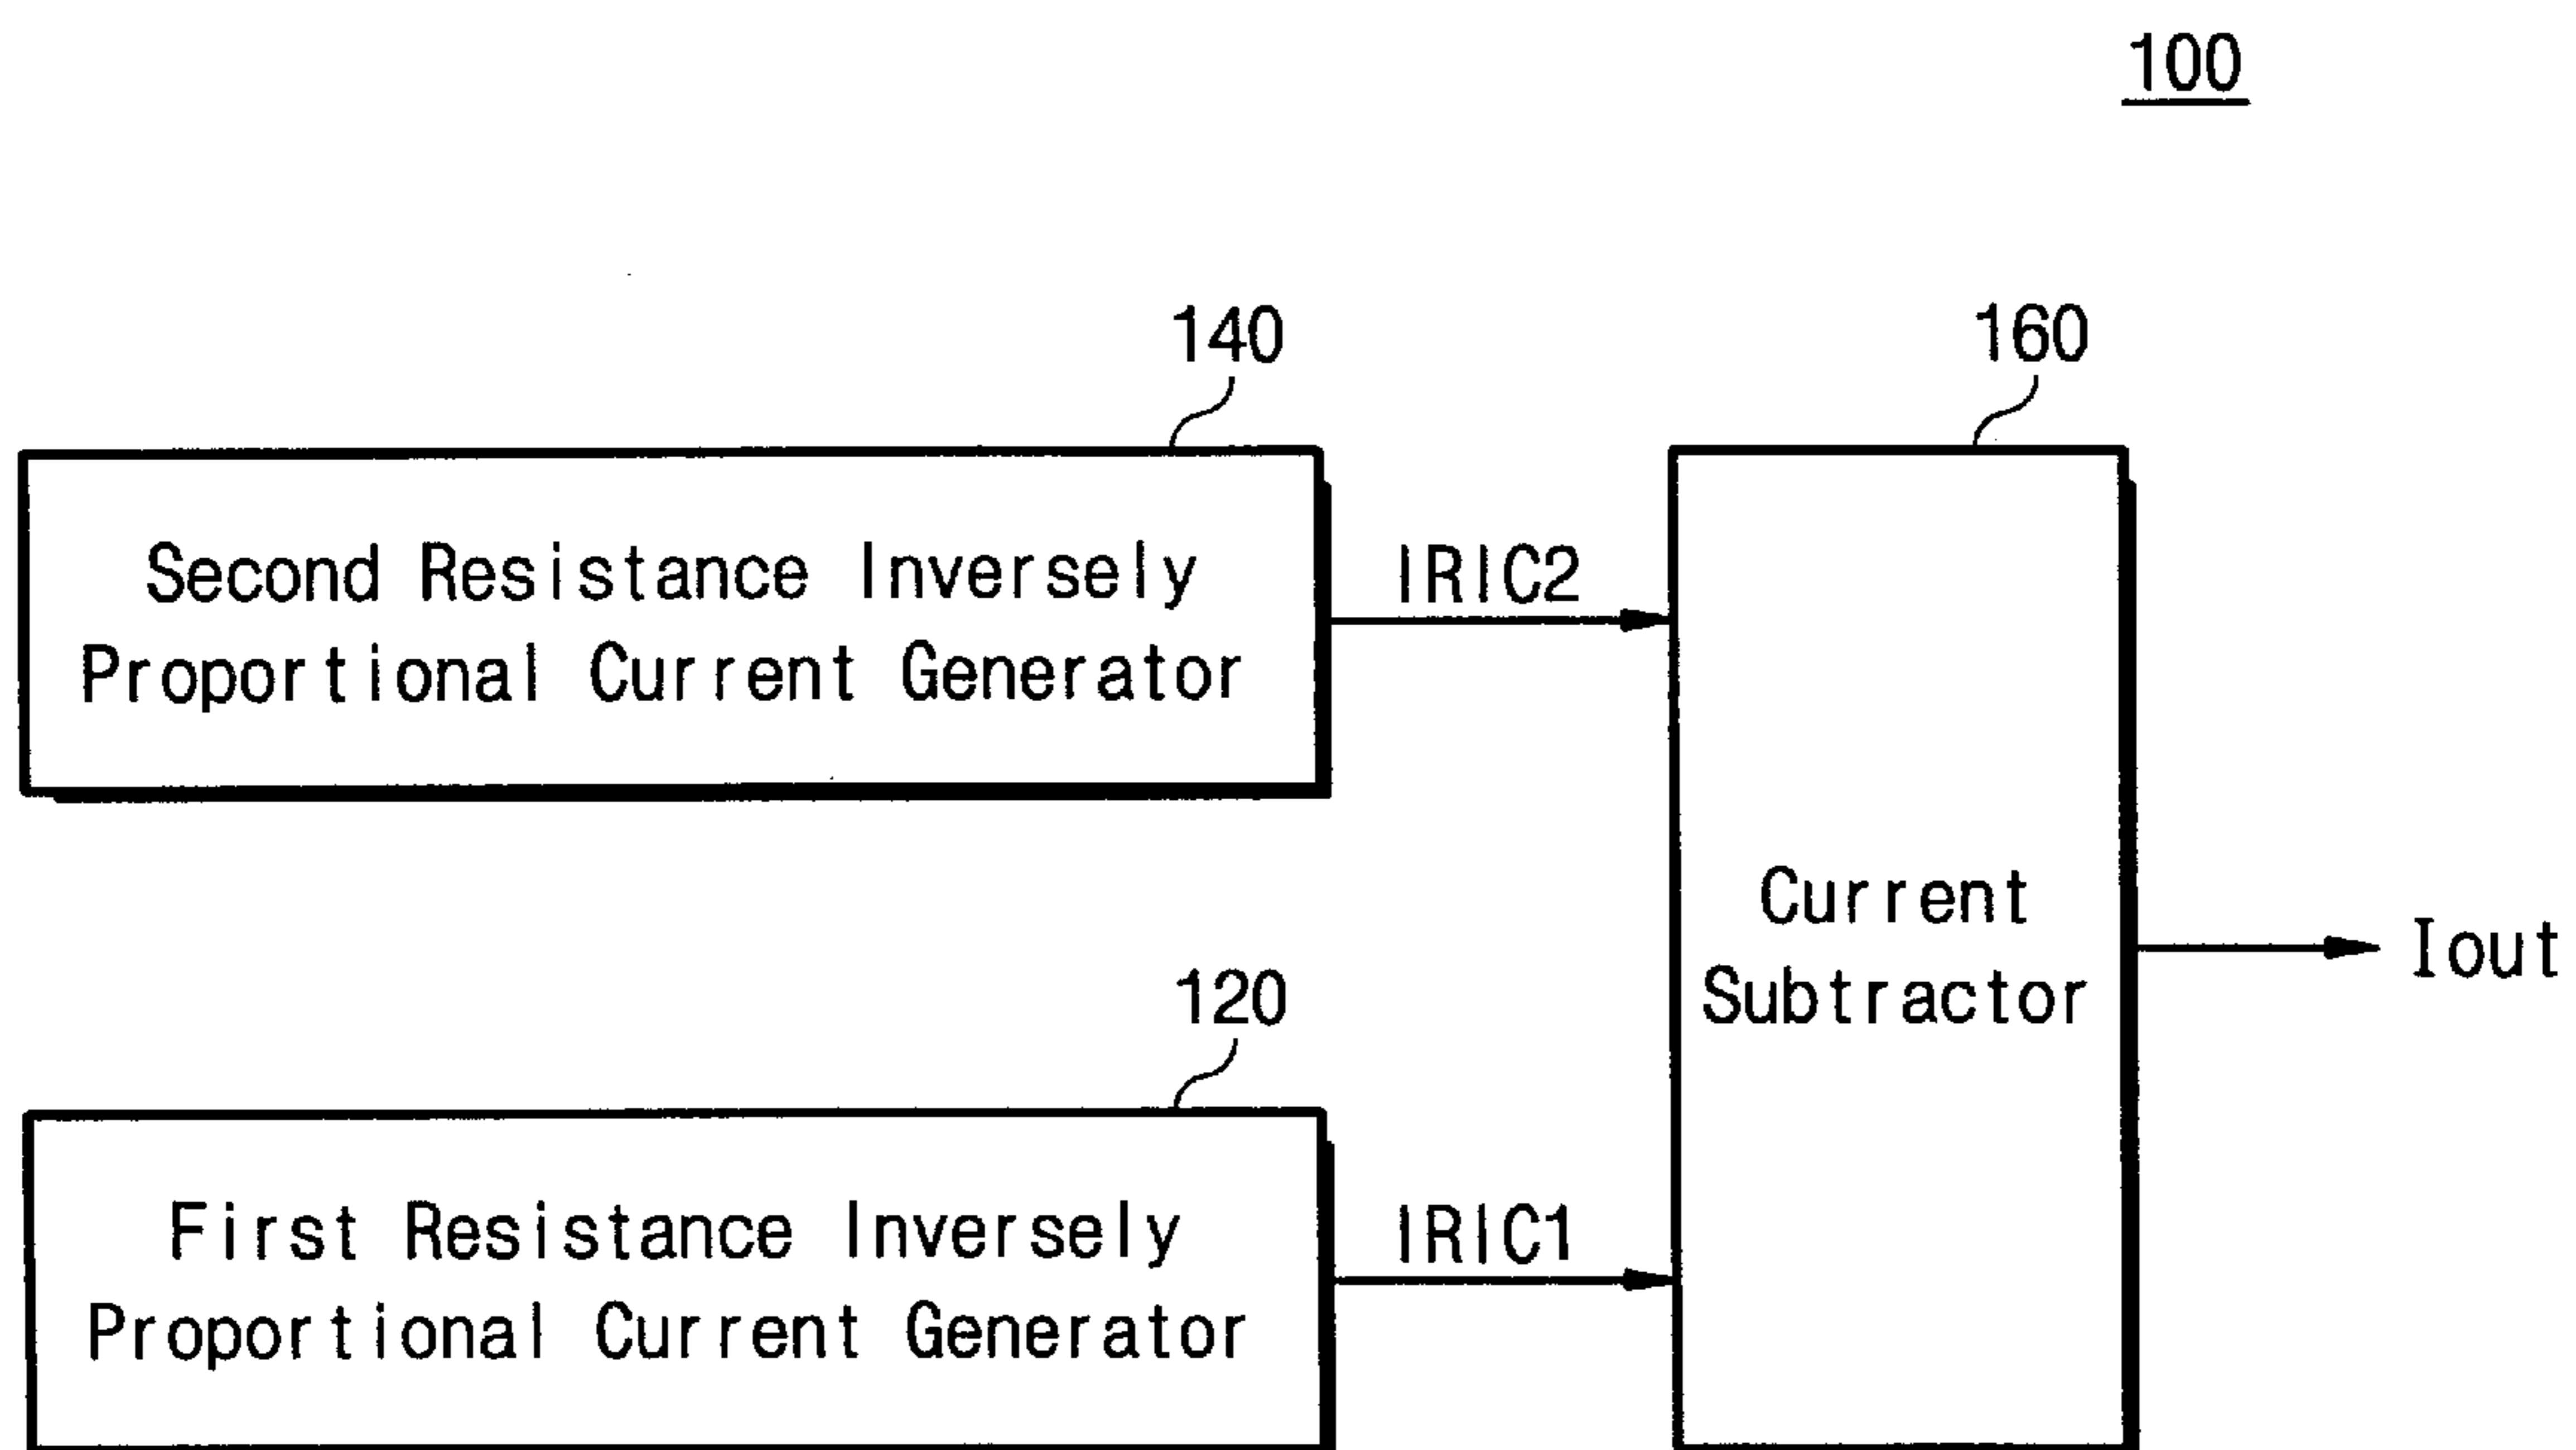 100
140
160
Second Resistance Inversely
Proportional Current Generator
IRIC2
Current
Subtractor
Iout
120
First Resistance Inversely
Proportional Current Generator
IRIC1